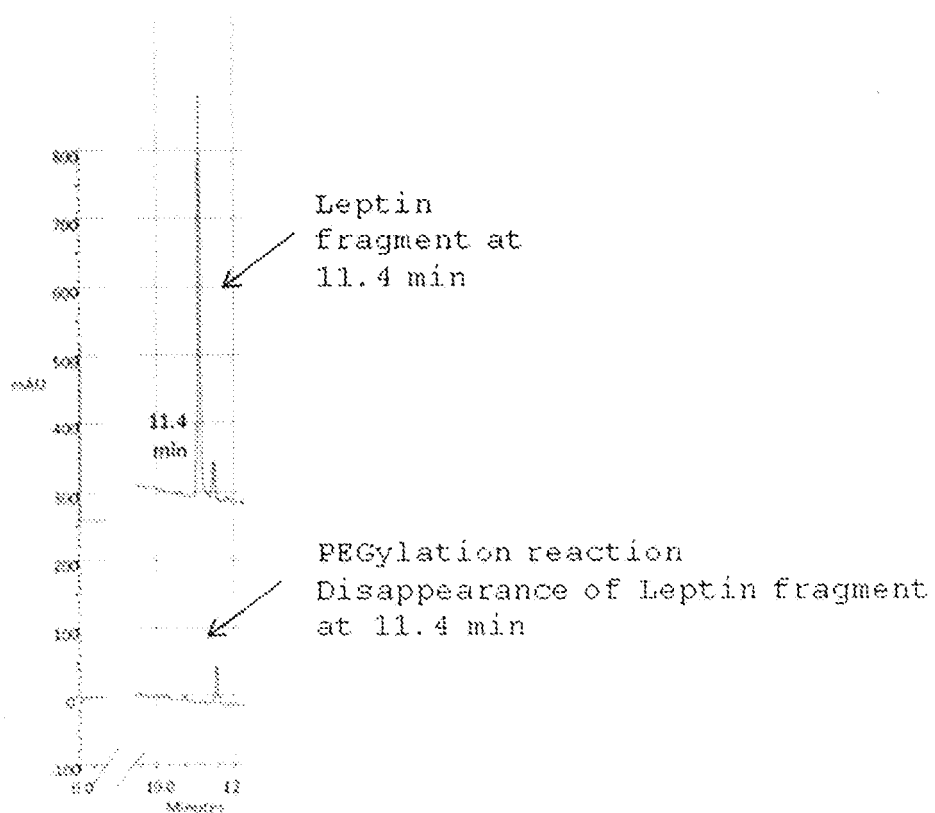 800
Leptin
700
fragment at
11.4 min
600
500
mAU
11.4
400
min
300
200
PEGylation reaction
Disappearance of Leptin fragment
100
at 11.4 min
0
12
Minutes